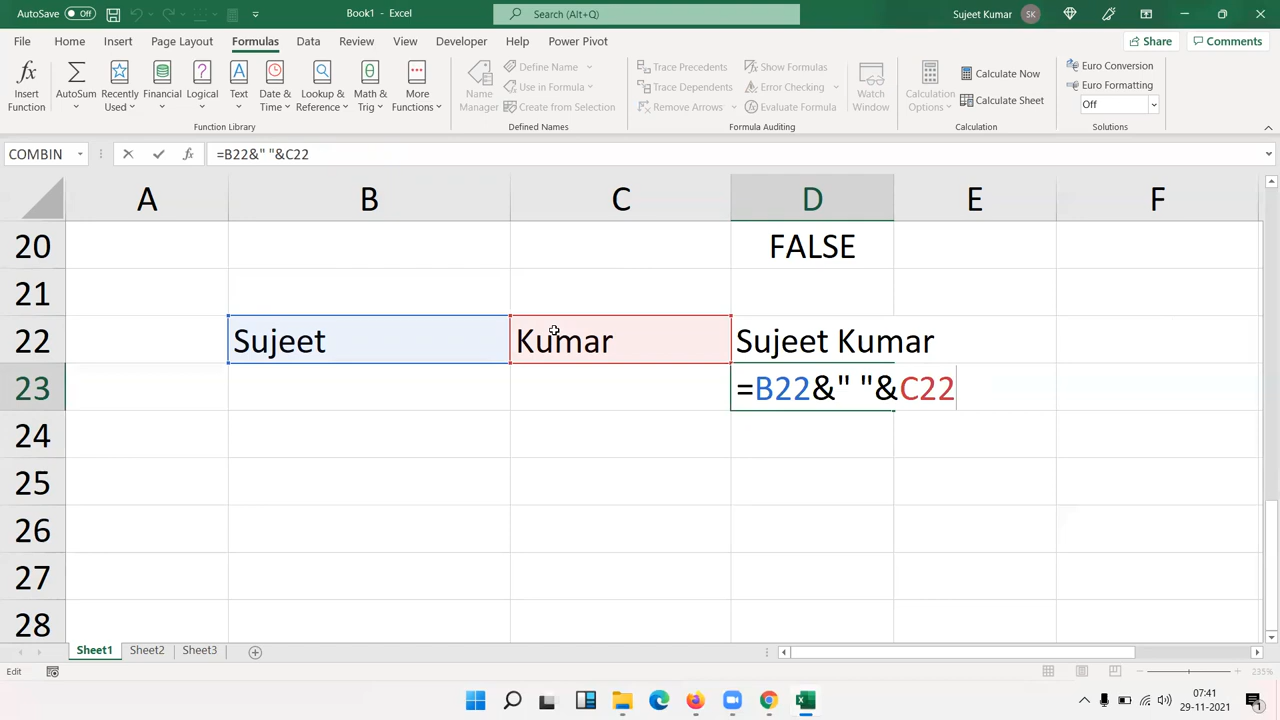 AutoSave Off Book1 - Excel Search (Alt+Q) Sujeet Kumar SK
File Home Insert Page Layout Formulas Data Review View Developer Help Power Pivot Share Comments
Insert Function
AutoSum
Recently Used
Financial
Logical
Text
Date & Time
Lookup & Reference
Math & Trig
More Functions
Function Library
Name Manager
Define Name
Use in Formula
Create from Selection
Defined Names
Trace Precedents
Trace Dependents
Remove Arrows
Show Formulas
Error Checking
Evaluate Formula
Formula Auditing
Watch Window
Calculation Options
Calculate Now
Calculate Sheet
Calculation
Euro Conversion
Euro Formatting
Off
Solutions
COMBIN fx =B22&" "&C22
A B C D E F
20 FALSE
21
22 Sujeet Kumar Sujeet Kumar
23 =B22&" "&C22
24
25
26
27
28
Sheet1 Sheet2 Sheet3
Edit 235%
07:41
29-11-2021
1